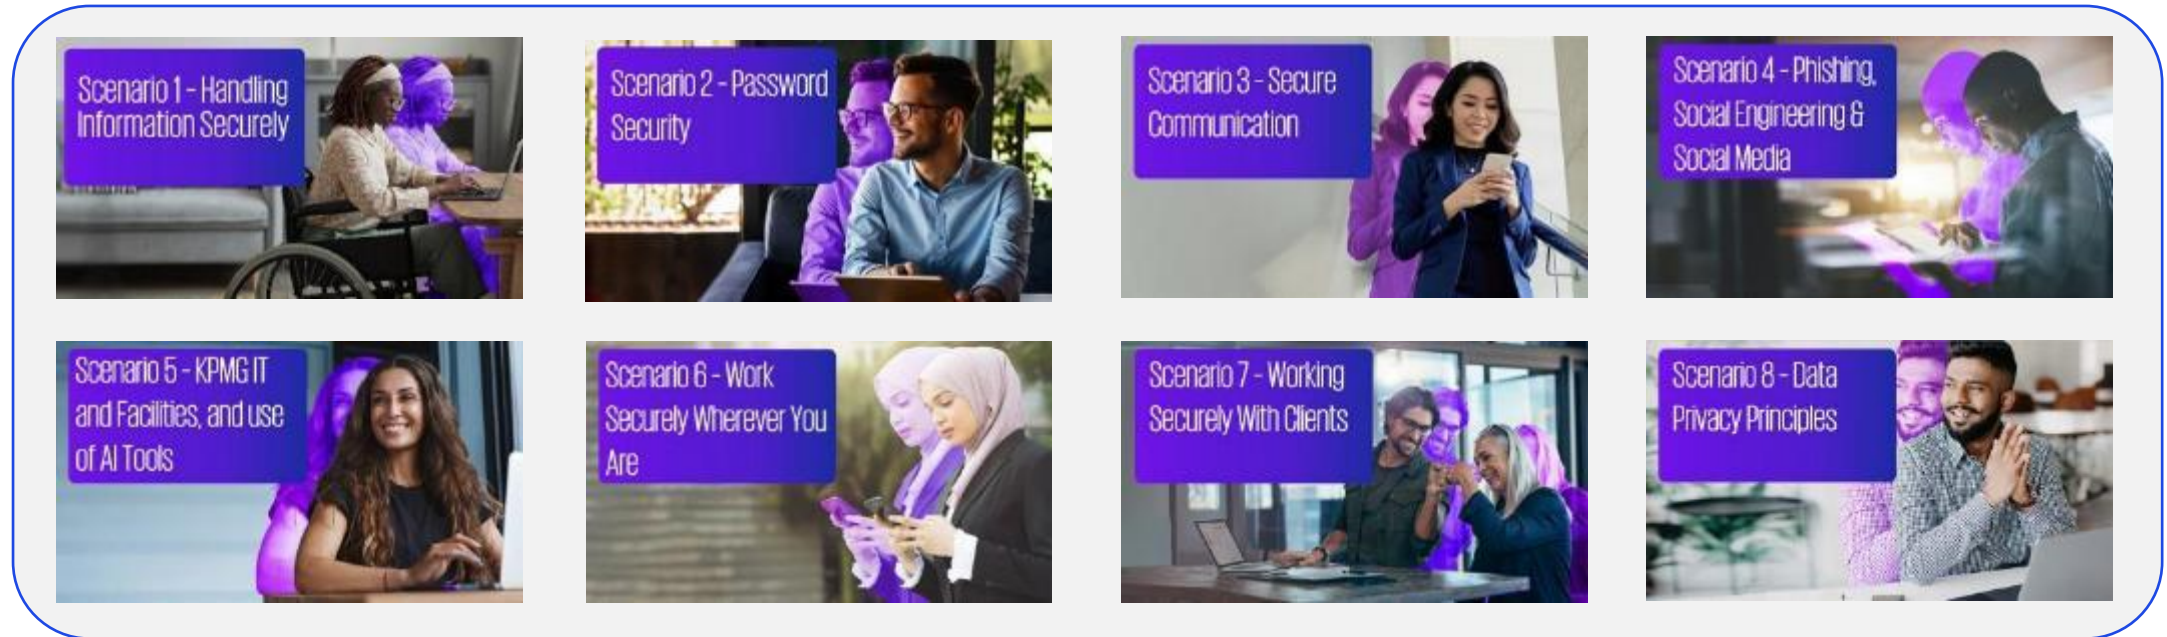 Scenario 1 - Handling
Information Securely
Scenario 2 - Password
Security
Scenario 3 - Secure
Communication
Scenario 4 - Phishing,
Social Engineering &
Social Media
Scenario 5 - KPMG IT
and Facilities, and use
of AI Tools
Scenario 6 - Work
Securely Wherever You
Are
Scenario 7 - Working
Securely With Clients
Scenario 8 - Data
Privacy Principles